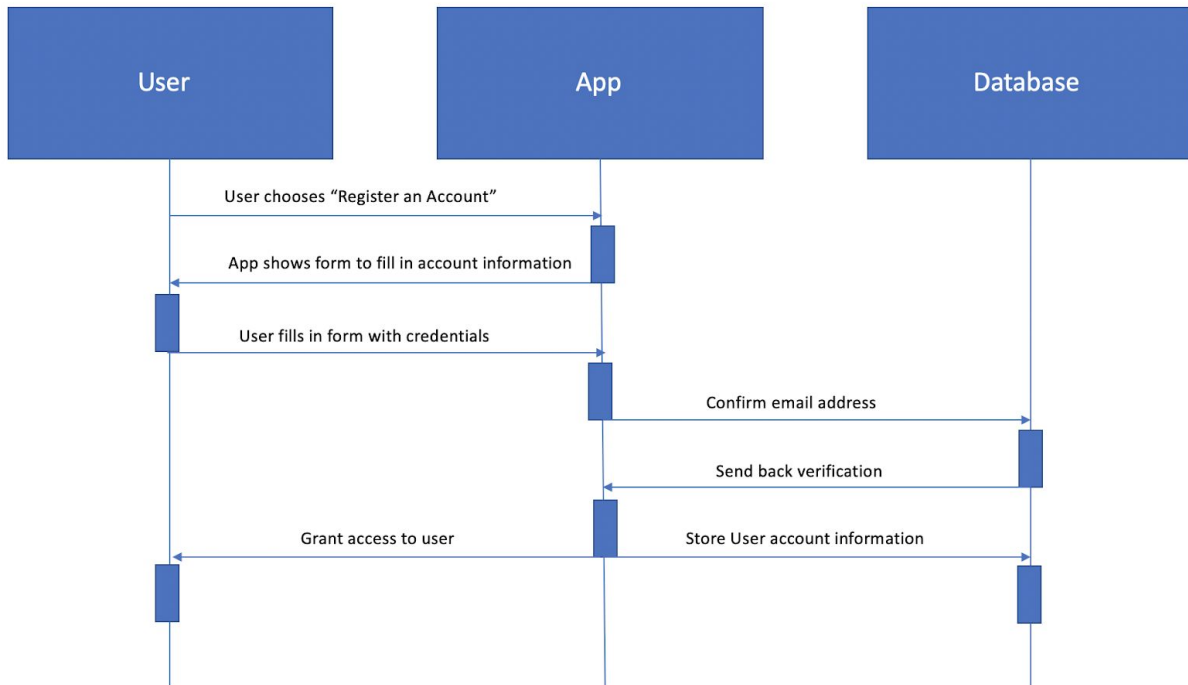 User
App
Database
User chooses “Register an Account”
App shows form to fill in account information
User fills in form with credentials
Confirm email address
Send back verification
Grant access to user
Store User account information